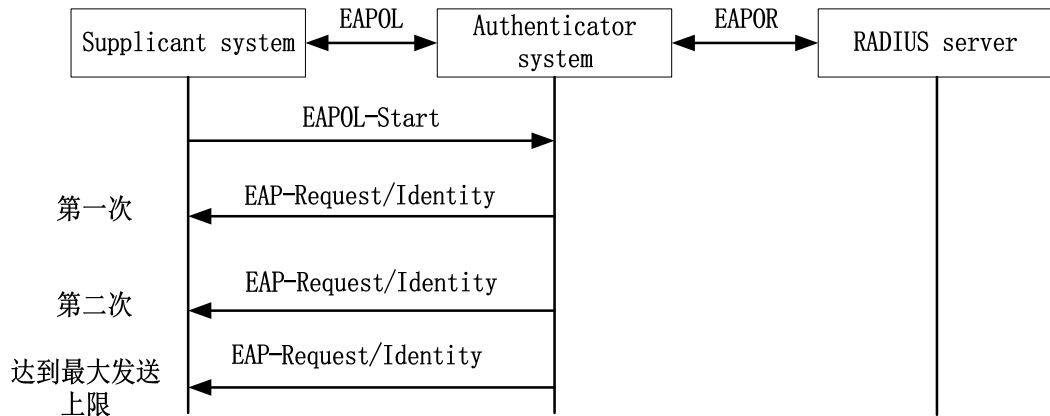 Supplicant system
EAPOL
Authenticator
system
EAPOR
RADIUS server
EAPOL-Start
第一次
EAP-Request/Identity
第二次
EAP-Request/Identity
达到最大发送
上限
EAP-Request/Identity